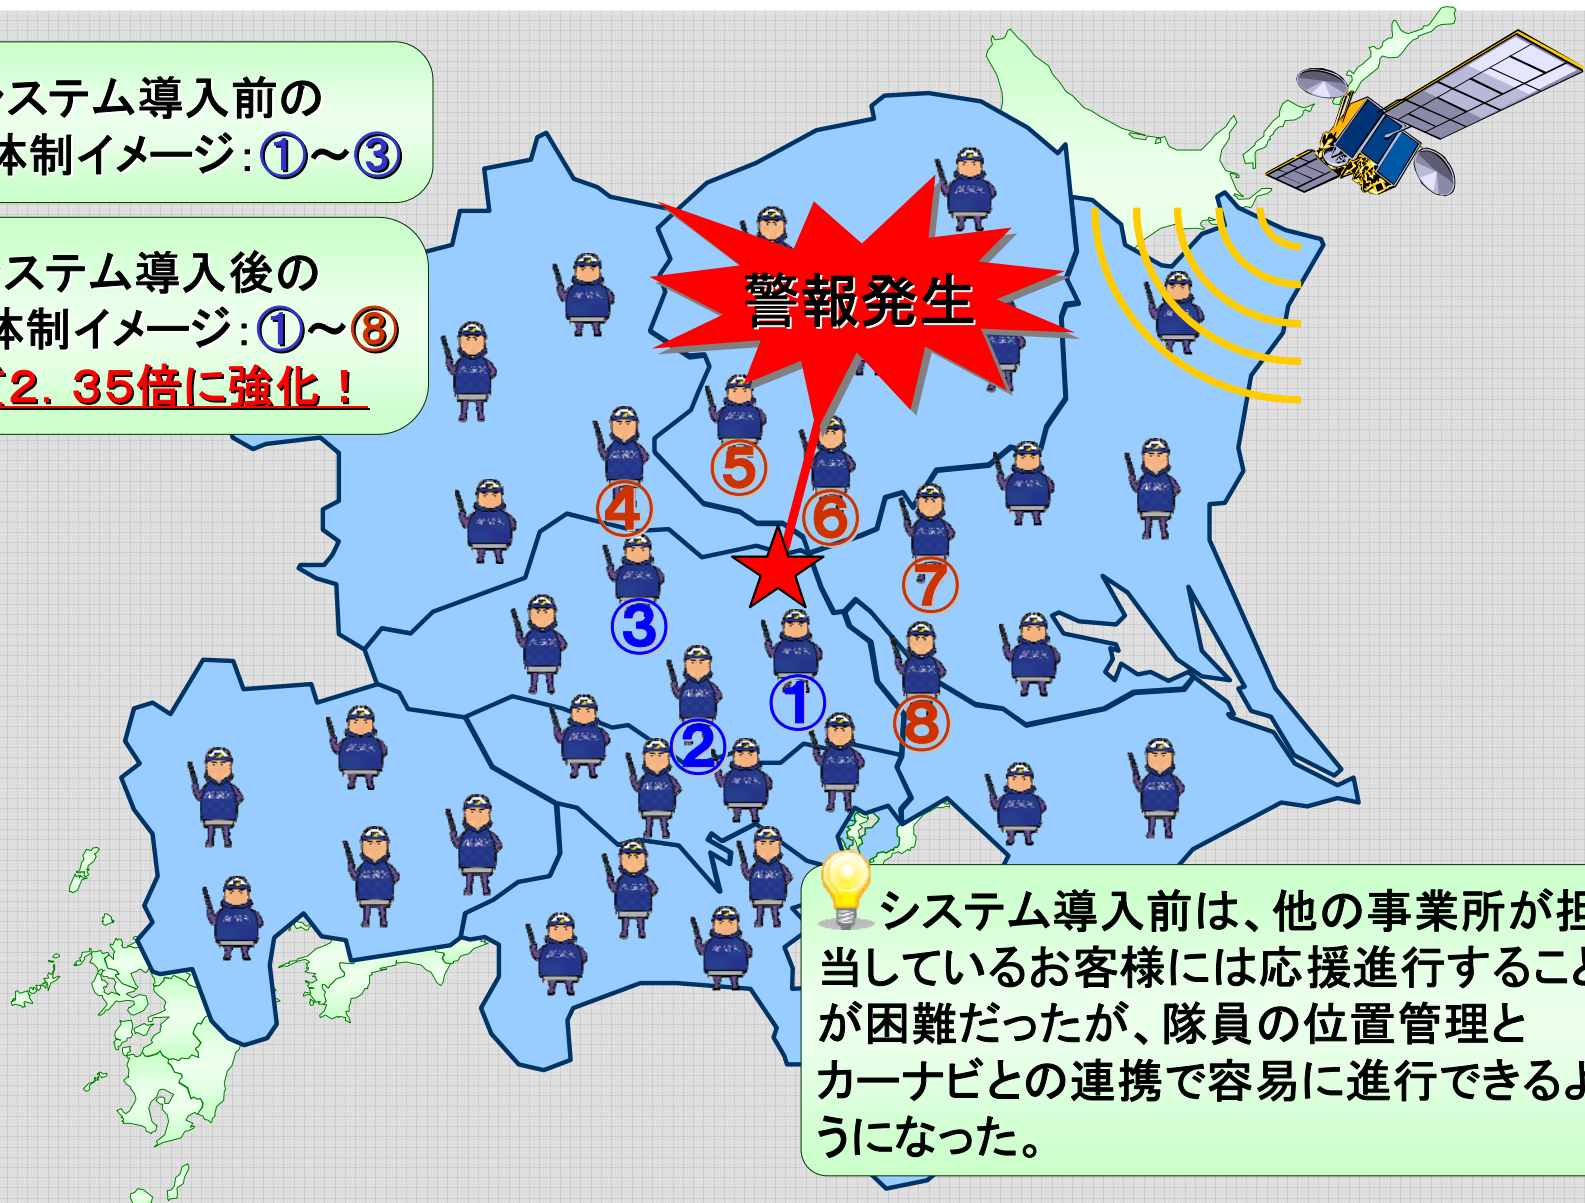 ステム導入前の
体制イメージ：①～③
ステム導入後の
体制イメージ：①～⑧
2．35倍に強化！
警報発生
⑤
④
⑥
⑦
③
①
⑧
②
システム導入前は、他の事業所が担
当しているお客様には応援進行すること
が困難だったが、隊員の位置管理と
カーナビとの連携で容易に進行できるよ
うになった。